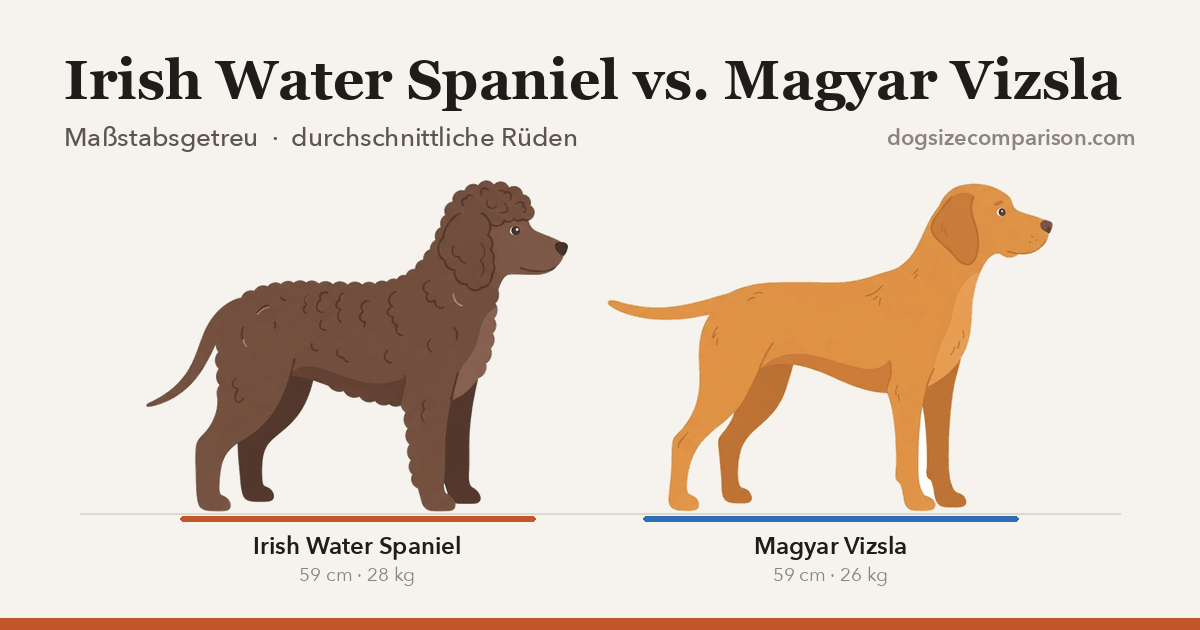 Irish Water Spaniel vs. Magyar Vizsla
Maßstabsgetreu · durchschnittliche Rüden
dogsizecomparison.com
Irish Water Spaniel
59 cm · 28 kg
Magyar Vizsla
59 cm · 26 kg